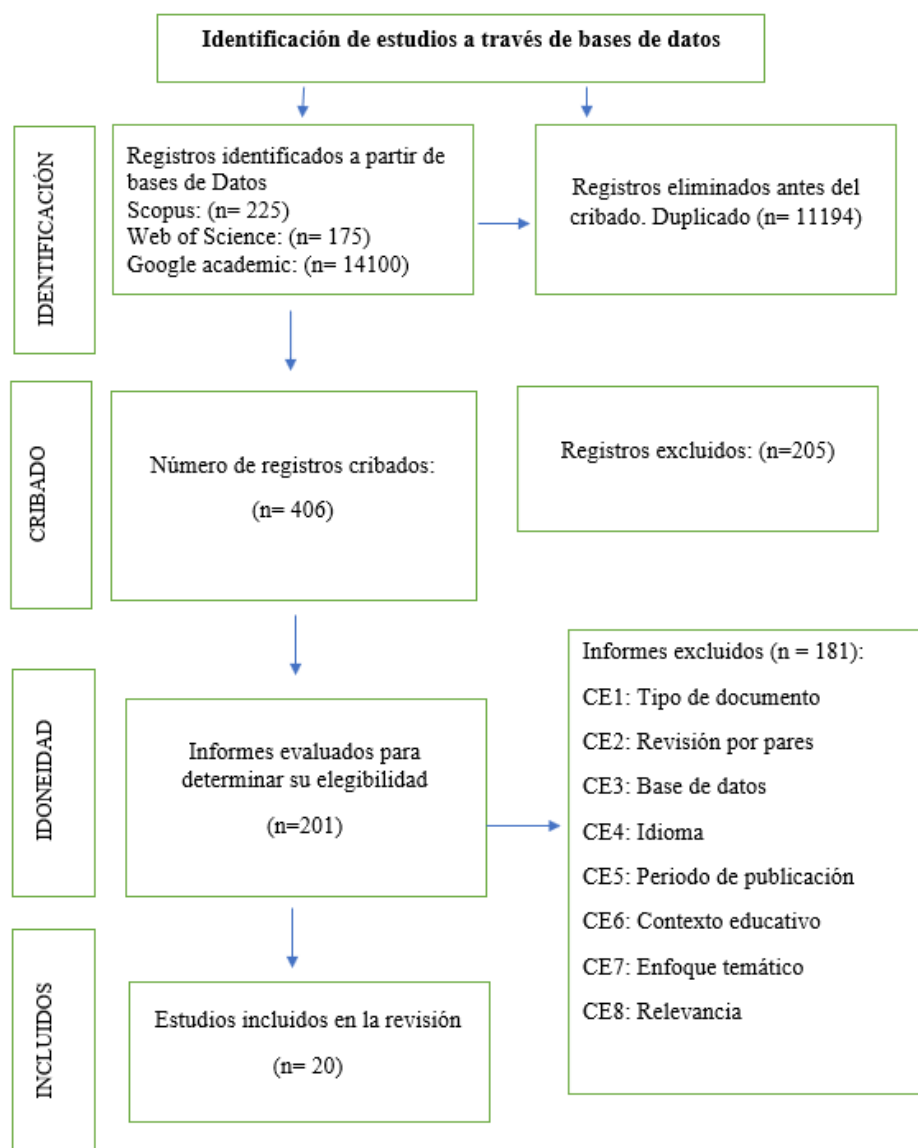 Identificación de estudios a través de bases de datos
IDENTIFICACIÓN
Registros identificados a partir de
bases de Datos
Scopus: (n= 225)
Web of Science: (n= 175)
Google academic: (n= 14100)
Registros eliminados antes del
cribado. Duplicado (n= 11194)
CRIBADO
Número de registros cribados:
(n= 406)
Registros excluidos: (n=205)
IDONEIDAD
Informes evaluados para
determinar su elegibilidad
(n=201)
Informes excluidos (n = 181):
CE1: Tipo de documento
CE2: Revisión por pares
CE3: Base de datos
CE4: Idioma
CE5: Periodo de publicación
CE6: Contexto educativo
CE7: Enfoque temático
CE8: Relevancia
INCLUIDOS
Estudios incluidos en la revisión
(n= 20)